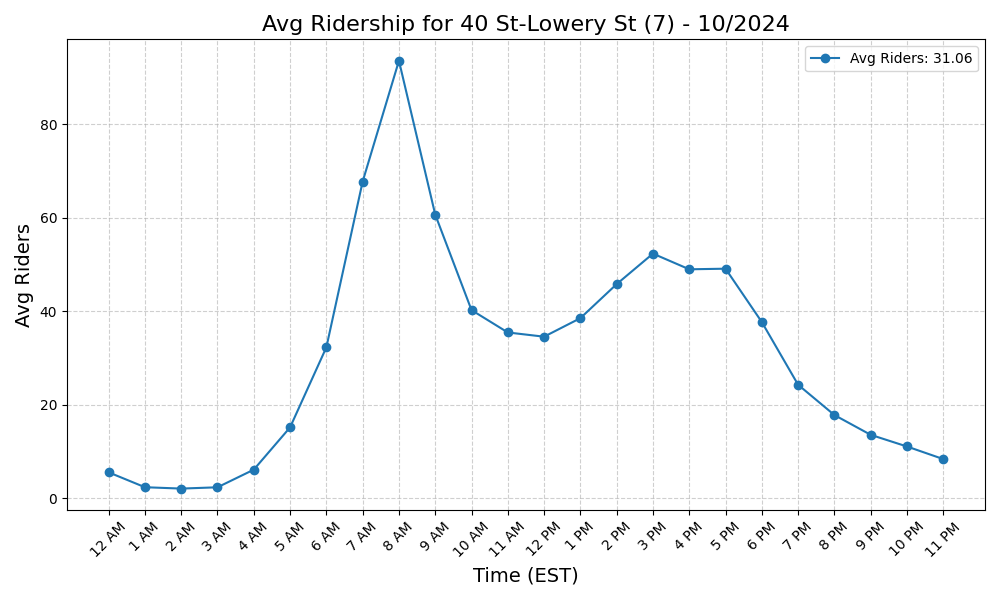 Avg Ridership for 40 St-Lowery St (7) - 10/2024
Avg Riders: 31.06
Avg Riders
80
60
40
20
0
12 AM
1 AM
2 AM
3 AM
4 AM
5 AM
6 AM
7 AM
8 AM
9 AM
10 AM
11 AM
12 PM
1 PM
2 PM
3 PM
4 PM
5 PM
6 PM
7 PM
8 PM
9 PM
10 PM
11 PM
Time (EST)